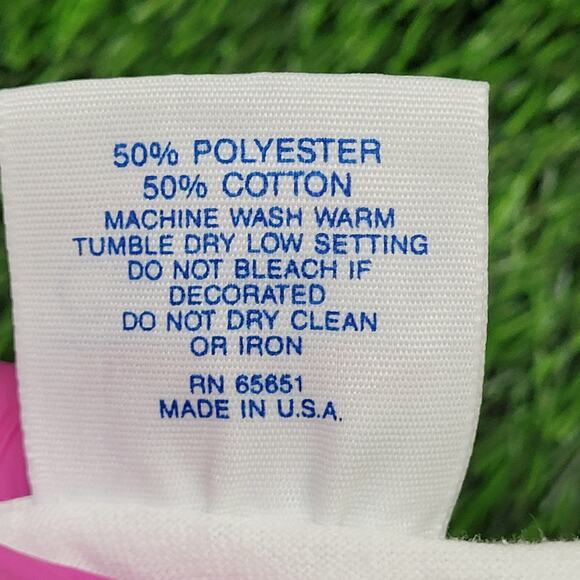 50% POLYESTER
50% COTTON
MACHINE WASH WARM
TUMBLE DRY LOW SETTING
DO NOT BLEACH IF
DECORATED
DO NOT DRY CLEAN
OR IRON
RN 65651
MADE IN U.S.A.